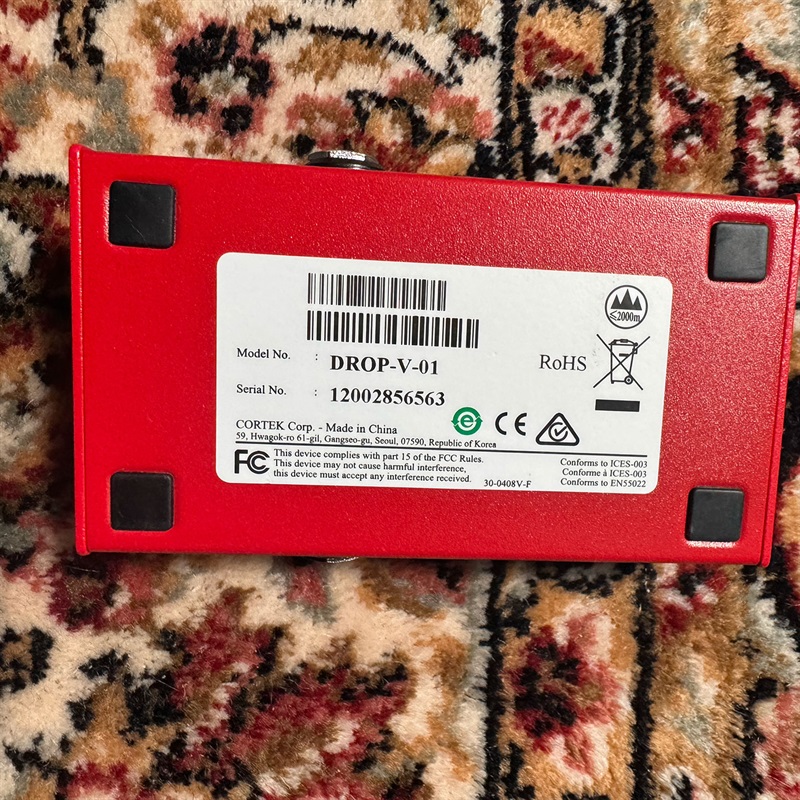 ≤2000m
Model No. : DROP-V-01
RoHS
Serial No. : 12002856563
CORTEK Corp. - Made in China
e CE
59, Hwagok-ro 61-gil, Gangseo-gu, Seoul, 07590, Republic of Korea
FC This device complies with part 15 of the FCC Rules.
This device may not cause harmful interference,
this device must accept any interference received.
30-0408V-F
Conforms to ICES-003
Conforme à ICES-003
Conforms to EN55022